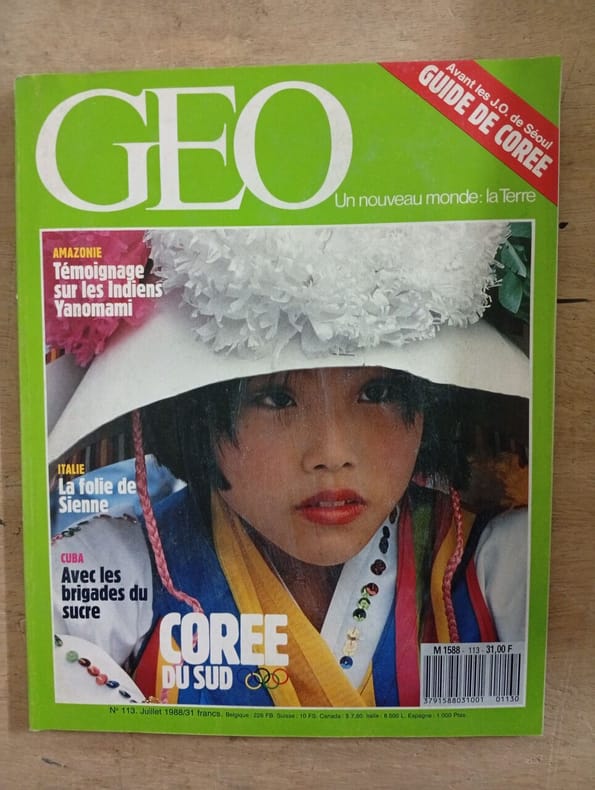 Avant les J.O. de Séoul
GUIDE DE COREE
GEO
Un nouveau monde: la Terre
AMAZONIE
Témoignage
sur les Indiens
Yanomami
ITALIE
La folie de
Sienne
CUBA
Avec les
brigades du
sucre
COREE
DU SUD
M 1588 - 113 - 31,00 F
3791588031001 01130
N° 113. Juillet 1988/31 francs. Belgique : 226 FB. Suisse : 10 FS. Canada : $ 7,50. Italie : 8 500 L. Espagne : 1 000 Ptas.